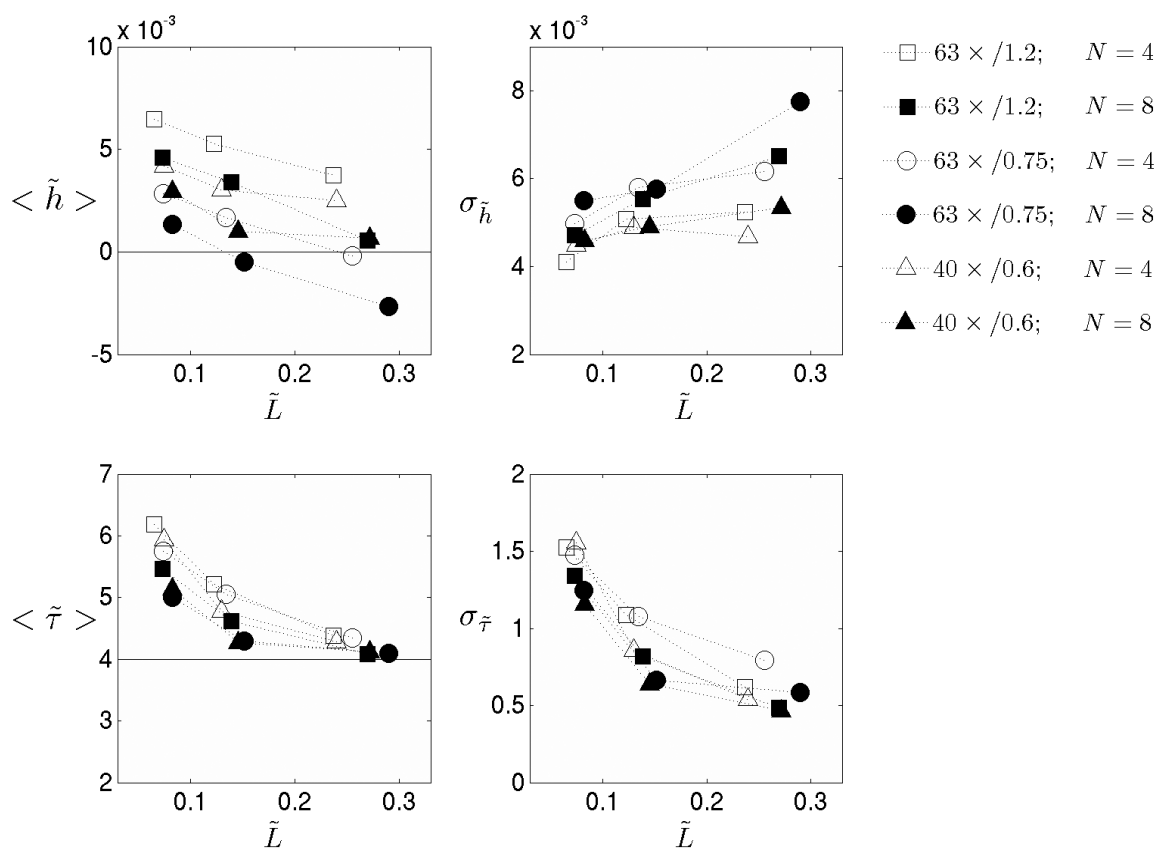 x 10⁻³
10
5
0
-5
< h̃ >
0.1 0.2 0.3
L̃
x 10⁻³
8
6
4
2
σ_h̃
0.1 0.2 0.3
L̃
63 × /1.2; N = 4
63 × /1.2; N = 8
63 × /0.75; N = 4
63 × /0.75; N = 8
40 × /0.6; N = 4
40 × /0.6; N = 8
7
6
5
4
3
2
< τ̃ >
0.1 0.2 0.3
L̃
2
1.5
1
0.5
0
σ_τ̃
0.1 0.2 0.3
L̃